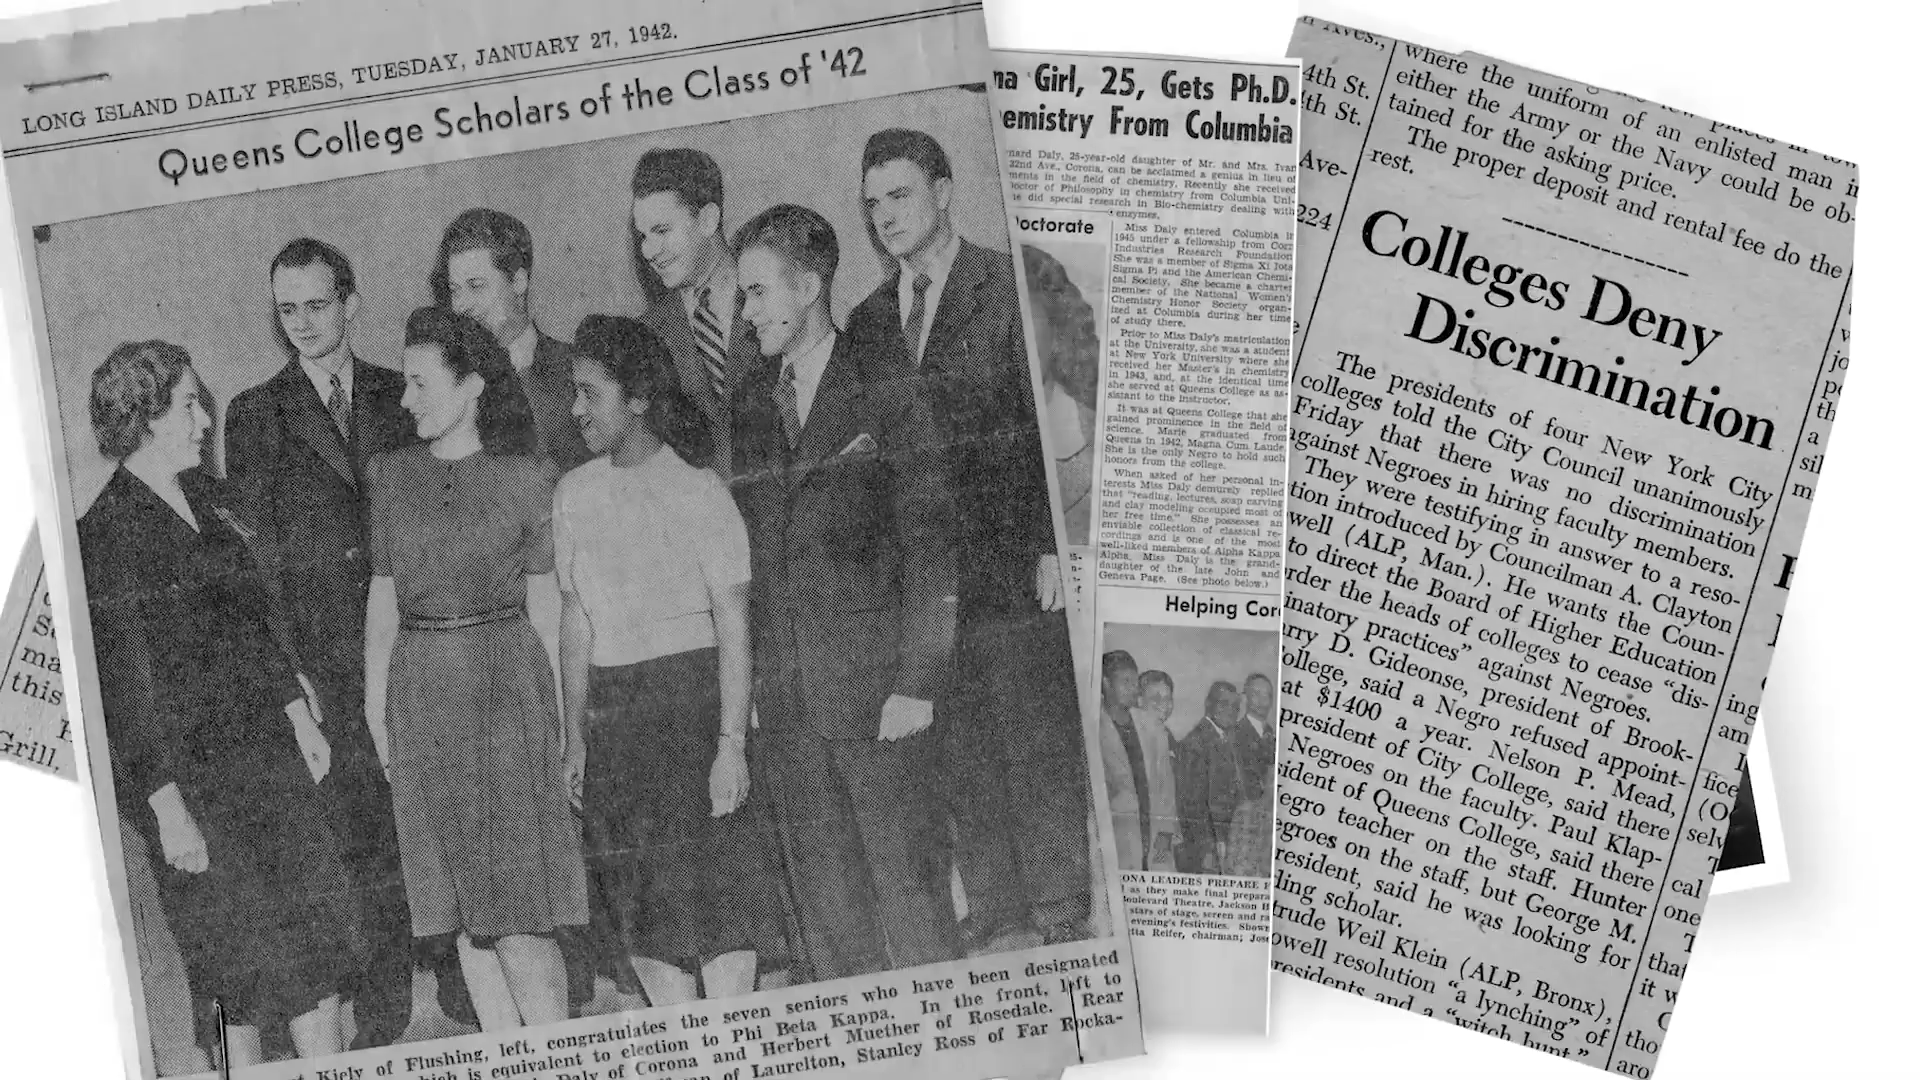 LONG ISLAND DAILY PRESS, TUESDAY, JANUARY 27, 1942.
Queens College Scholars of the Class of '42
Kiely of Flushing, left, congratulates the seven seniors who have been designated
is equivalent to election to Phi Beta Kappa. In the front, left to
Daly of Corona and Herbert Muether of Rosedale. Rear
of Laurelton, Stanley Ross of Far Rocka-
ma
this
Grill,
na Girl, 25, Gets Ph.D.
emistry From Columbia
nard Daly, 25-year-old daughter of Mr. and Mrs. Ivan
22nd Ave., Corona, can be acclaimed a genius in lieu of
ments in the field of chemistry. Recently she received
Doctor of Philosophy in chemistry from Columbia Uni-
he did special research in Bio-chemistry dealing with
enzymes.
Doctorate
Miss Daly entered Columbia in
1945 under a fellowship from Corn
Industries Research Foundation
She was a member of Sigma Xi Iota
Sigma Pi and the American Chemi-
cal Society. She became a charter
member of the National Women's
Chemistry Honor Society organ-
ized at Columbia during her time
of study there.
Prior to Miss Daly's matriculation
at the University, she was a student
at New York University where she
received her Master's in chemistry
in 1943, and, at the identical time
she served at Queens College as as-
sistant to the instructor.
It was at Queens College that she
gained prominence in the field of
science. Marie graduated from
Queens in 1942, Magna Cum Laude.
She is the only Negro to hold such
honors from the college.
When asked of her personal in-
terests Miss Daly demurely replied
that "reading, lectures, soap carving
and clay modeling occupied most of
her free time." She possesses an
enviable collection of classical re-
cordings and is one of the most
well-liked members of Alpha Kappa
Alpha. Miss Daly is the grand-
daughter of the late John and
Geneva Page. (See photo below.)
Helping Cor
ONA LEADERS PREPARE
as they make final prepara
Boulevard Theatre, Jackson H
stars of stage, screen and ra
evening's festivities. Shown
Reifer, chairman; Jos
Aves.,
4th St.
th St.
Ave-
224
where the uniform of an enlisted man in
either the Army or the Navy could be ob-
tained for the asking price.
The proper deposit and rental fee do the
rest.
Colleges Deny
Discrimination
The presidents of four New York City
colleges told the City Council unanimously
Friday that there was no discrimination
against Negroes in hiring faculty members.
They were testifying in answer to a reso-
tion introduced by Councilman A. Clayton
well (ALP, Man.). He wants the Coun-
to direct the Board of Higher Education
rder the heads of colleges to cease "dis-
inatory practices" against Negroes.
rry D. Gideonse, president of Brook-
ollege, said a Negro refused appoint-
at $1400 a year. Nelson P. Mead,
president of City College, said there
Negroes on the faculty. Paul Klap-
sident of Queens College, said there
egro teacher on the staff. Hunter
egroes on the staff, but George M.
resident, said he was looking for
ling scholar.
trude Weil Klein (ALP, Bronx),
owell resolution "a lynching" of
residents and a "witch hunt."
ing
am
fice
(O
selv
cal
one
that
it w
tho
aro